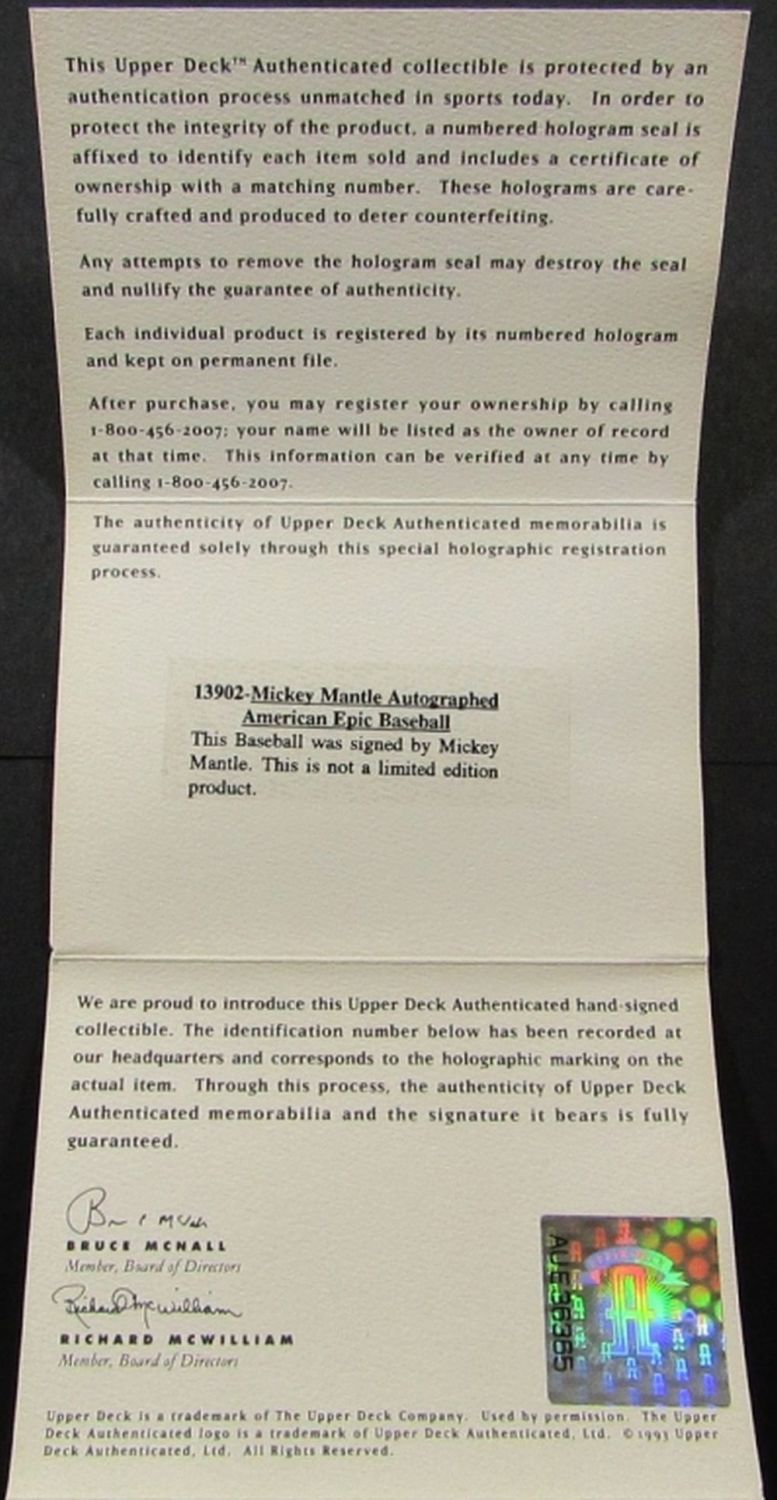 This Upper Deck™ Authenticated collectible is protected by an
authentication process unmatched in sports today. In order to
protect the integrity of the product, a numbered hologram seal is
affixed to identify each item sold and includes a certificate of
ownership with a matching number. These holograms are care-
fully crafted and produced to deter counterfeiting.
Any attempts to remove the hologram seal may destroy the seal
and nullify the guarantee of authenticity.
Each individual product is registered by its numbered hologram
and kept on permanent file.
After purchase, you may register your ownership by calling
1-800-456-2007; your name will be listed as the owner of record
at that time. This information can be verified at any time by
calling 1-800-456-2007.
The authenticity of Upper Deck Authenticated memorabilia is
guaranteed solely through this special holographic registration
process.
13902-Mickey Mantle Autographed
American Epic Baseball
This Baseball was signed by Mickey
Mantle. This is not a limited edition
product.
We are proud to introduce this Upper Deck Authenticated hand-signed
collectible. The identification number below has been recorded at
our headquarters and corresponds to the holographic marking on the
actual item. Through this process, the authenticity of Upper Deck
Authenticated memorabilia and the signature it bears is fully
guaranteed.
BRUCE MCNALL
Member, Board of Directors
Richard McWilliam
RICHARD MCWILLIAM
Member, Board of Directors
UPPER DECK
A
Upper Deck is a trademark of The Upper Deck Company. Used by permission. The Upper
Deck Authenticated logo is a trademark of Upper Deck Authenticated, Ltd. © 1993 Upper
Deck Authenticated, Ltd. All Rights Reserved.